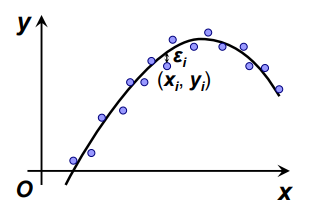 y
εi
(xi, yi)
O
x